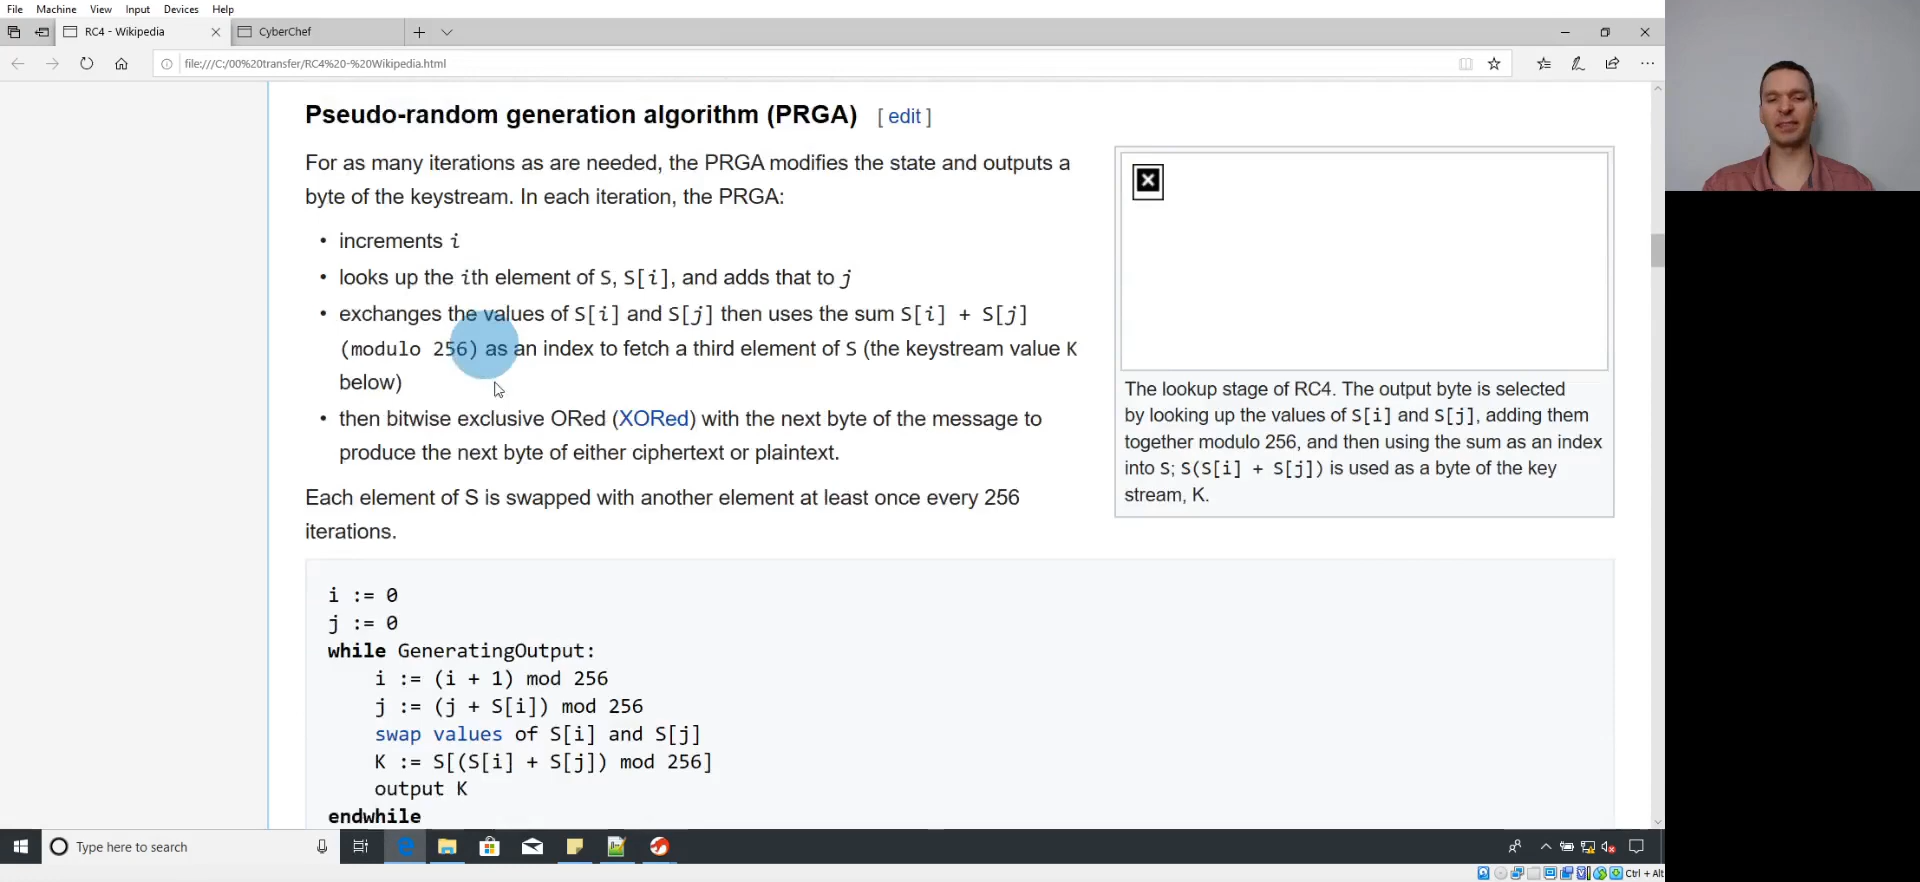 File Machine View Input Devices Help
RC4 - Wikipedia CyberChef
file:///C:/00%20transfer/RC4%20-%20Wikipedia.html
Pseudo-random generation algorithm (PRGA) [ edit ]
For as many iterations as are needed, the PRGA modifies the state and outputs a
byte of the keystream. In each iteration, the PRGA:
• increments i
• looks up the ith element of S, S[i], and adds that to j
• exchanges the values of S[i] and S[j] then uses the sum S[i] + S[j]
(modulo 256) as an index to fetch a third element of S (the keystream value K
below)
• then bitwise exclusive ORed (XORed) with the next byte of the message to
produce the next byte of either ciphertext or plaintext.
Each element of S is swapped with another element at least once every 256
iterations.
The lookup stage of RC4. The output byte is selected
by looking up the values of S[i] and S[j], adding them
together modulo 256, and then using the sum as an index
into S; S(S[i] + S[j]) is used as a byte of the key
stream, K.
i := 0
j := 0
while GeneratingOutput:
i := (i + 1) mod 256
j := (j + S[i]) mod 256
swap values of S[i] and S[j]
K := S[(S[i] + S[j]) mod 256]
output K
endwhile
Type here to search
Ctrl + Alt